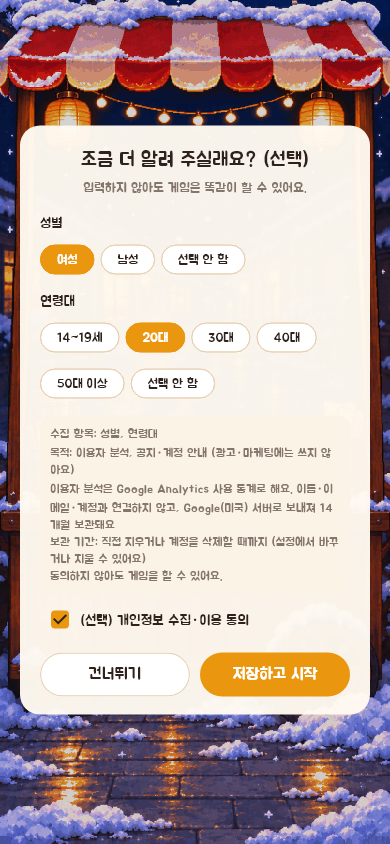 조금 더 알려 주실래요? (선택)
입력하지 않아도 게임은 똑같이 할 수 있어요.
성별
여성 남성 선택 안 함
연령대
14~19세 20대 30대 40대
50대 이상 선택 안 함
수집 항목: 성별, 연령대
목적: 이용자 분석, 공지·계정 안내 (광고·마케팅에는 쓰지 않
아요)
이용자 분석은 Google Analytics 사용 통계로 해요. 이름·이
메일·계정과 연결하지 않고, Google(미국) 서버로 보내져 14
개월 보관돼요
보관 기간: 직접 지우거나 계정을 삭제할 때까지 (설정에서 바꾸
거나 지울 수 있어요)
동의하지 않아도 게임을 할 수 있어요.
(선택) 개인정보 수집·이용 동의
건너뛰기 저장하고 시작